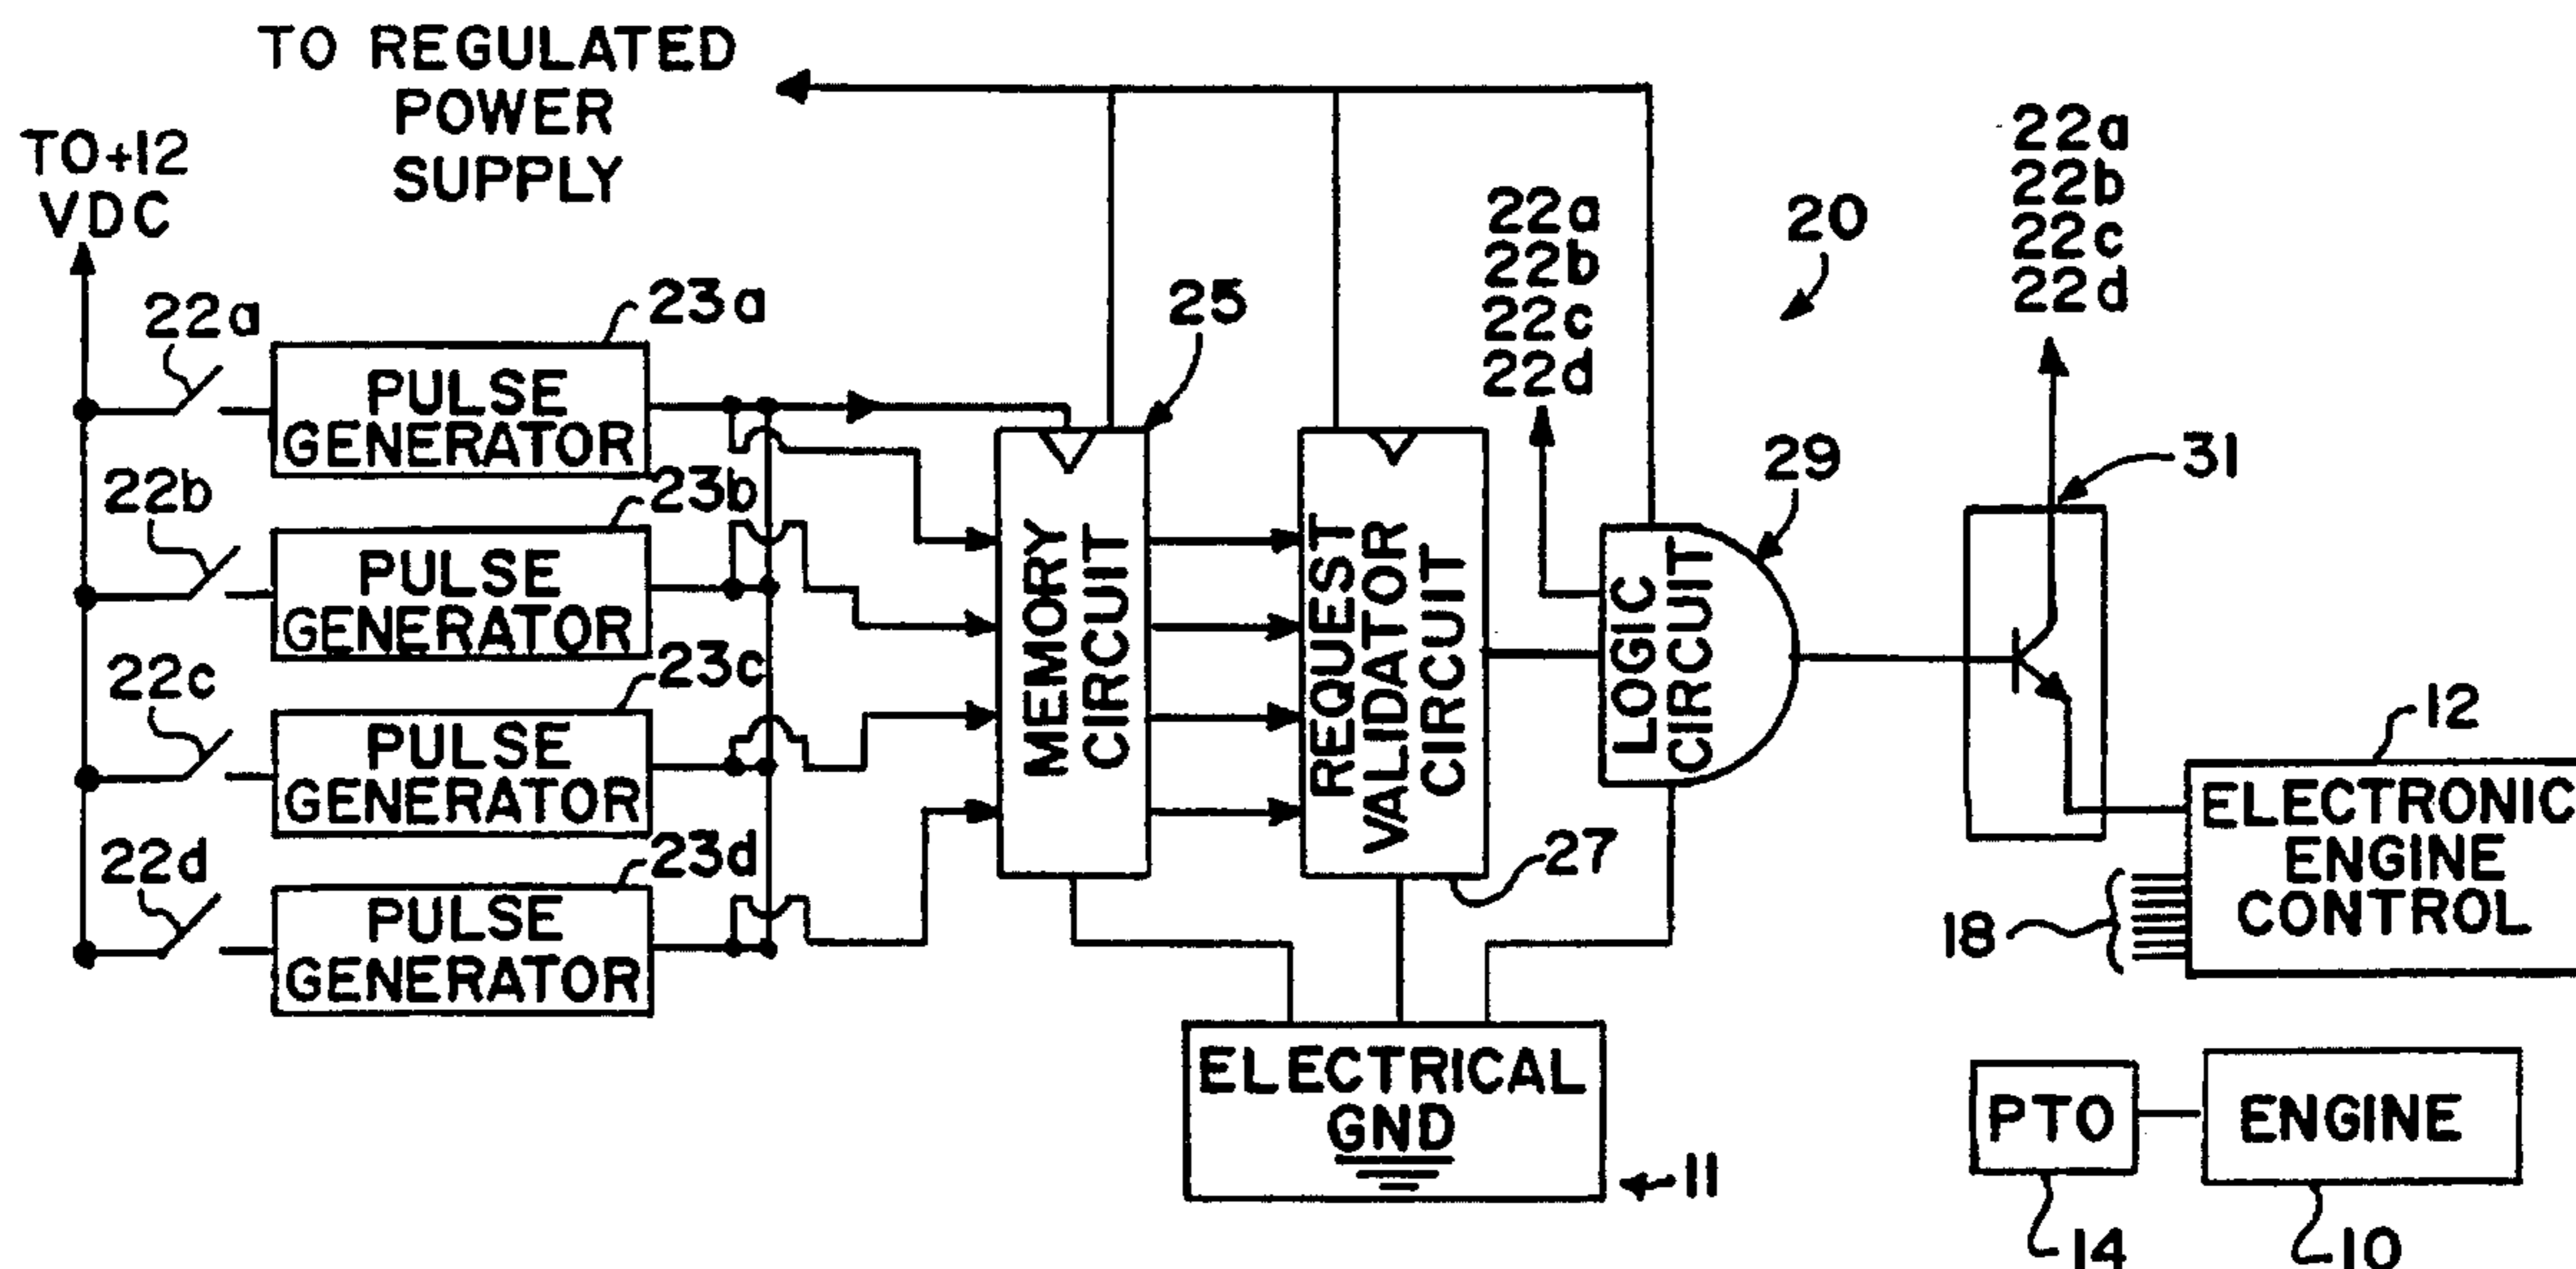 TO REGULATED
POWER
SUPPLY
TO +12
VDC
22a
23a
PULSE
GENERATOR
22b
23b
PULSE
GENERATOR
22c
23c
PULSE
GENERATOR
22d
23d
PULSE
GENERATOR
25
MEMORY
CIRCUIT
REQUEST
VALIDATOR
CIRCUIT
27
22a
22b
22c
22d
20
29
LOGIC
CIRCUIT
22a
22b
22c
22d
31
12
ELECTRONIC
ENGINE
CONTROL
18
ELECTRICAL
GND
11
PTO
14
ENGINE
10